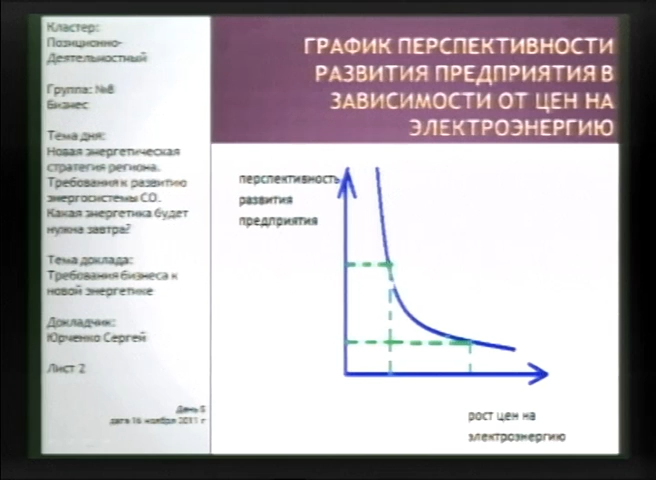 Кластер:
Позиционно-
Деятельностный
Группа: №8
Бизнес
Тема дня:
Новая энергетическая
стратегия региона.
Требования к развитию
энергосистемы СО.
Какая энергетика будет
нужна завтра?
Тема доклада:
Требования бизнеса к
новой энергетике
Докладчик:
Юрченко Сергей
Лист 2
День 5
дата 16 ноября 2011 г
ГРАФИК ПЕРСПЕКТИВНОСТИ
РАЗВИТИЯ ПРЕДПРИЯТИЯ В
ЗАВИСИМОСТИ ОТ ЦЕН НА
ЭЛЕКТРОЭНЕРГИЮ
перспективность
развития
предприятия
рост цен на
электроэнергию